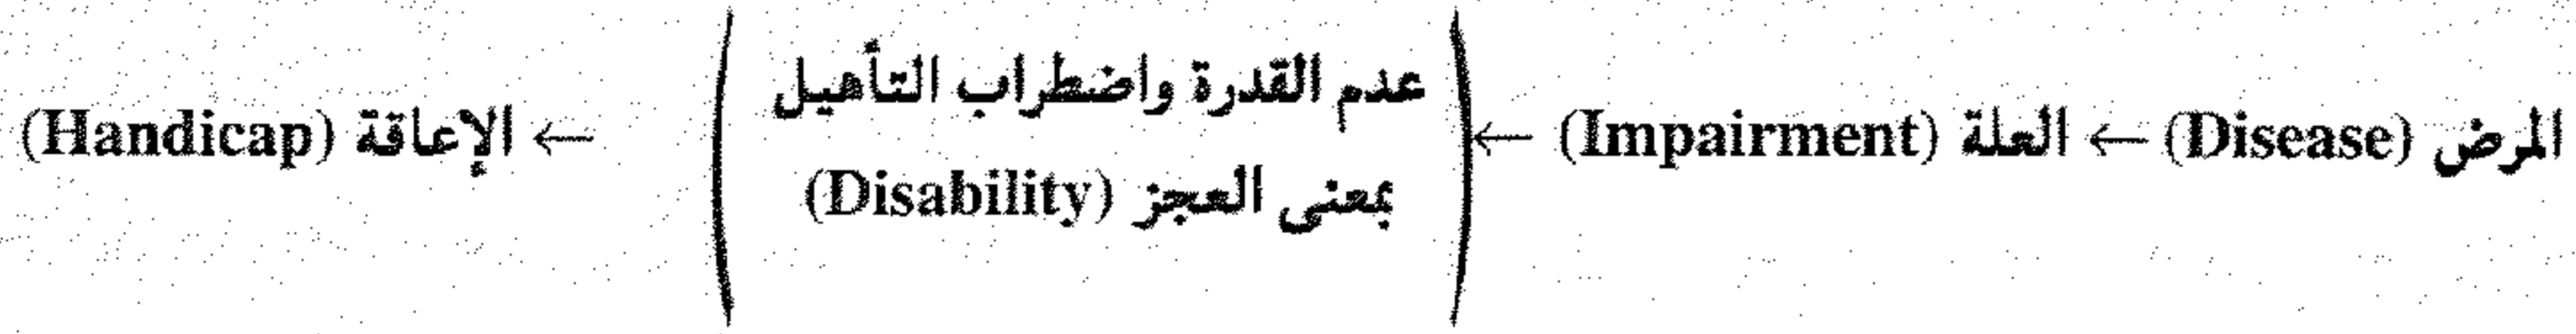 المرض (Disease) ← العلة (Impairment) ← (عدم القدرة واضطراب التأهيل
بمعنى العجز (Disability)) ← الإعاقة (Handicap)